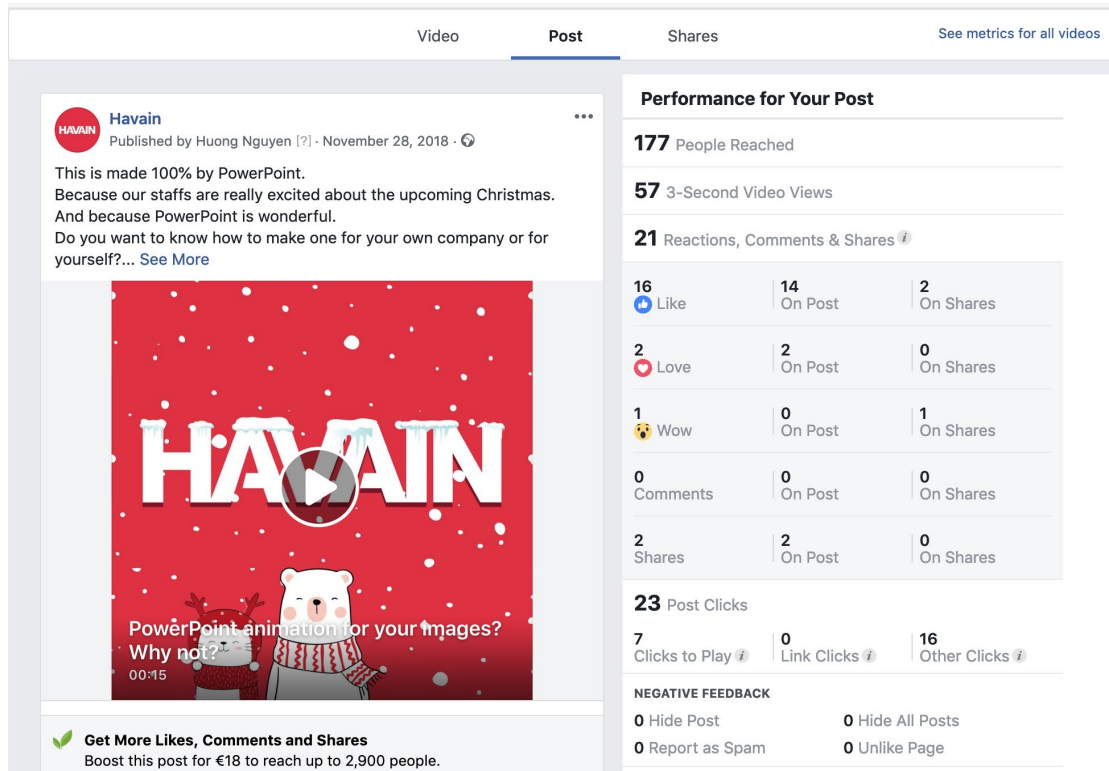 Video Post Shares See metrics for all videos
HAVAIN
Havain
Published by Huong Nguyen [?] · November 28, 2018 ·
This is made 100% by PowerPoint.
Because our staffs are really excited about the upcoming Christmas.
And because PowerPoint is wonderful.
Do you want to know how to make one for your own company or for
yourself?... See More
HAVAIN
PowerPoint animation for your images?
Why not?
00:15
Get More Likes, Comments and Shares
Boost this post for €18 to reach up to 2,900 people.
Performance for Your Post
177 People Reached
57 3-Second Video Views
21 Reactions, Comments & Shares i
16 14 2
Like On Post On Shares
2 2 0
Love On Post On Shares
1 0 1
Wow On Post On Shares
0 0 0
Comments On Post On Shares
2 2 0
Shares On Post On Shares
23 Post Clicks
7 0 16
Clicks to Play i Link Clicks i Other Clicks i
NEGATIVE FEEDBACK
0 Hide Post 0 Hide All Posts
0 Report as Spam 0 Unlike Page